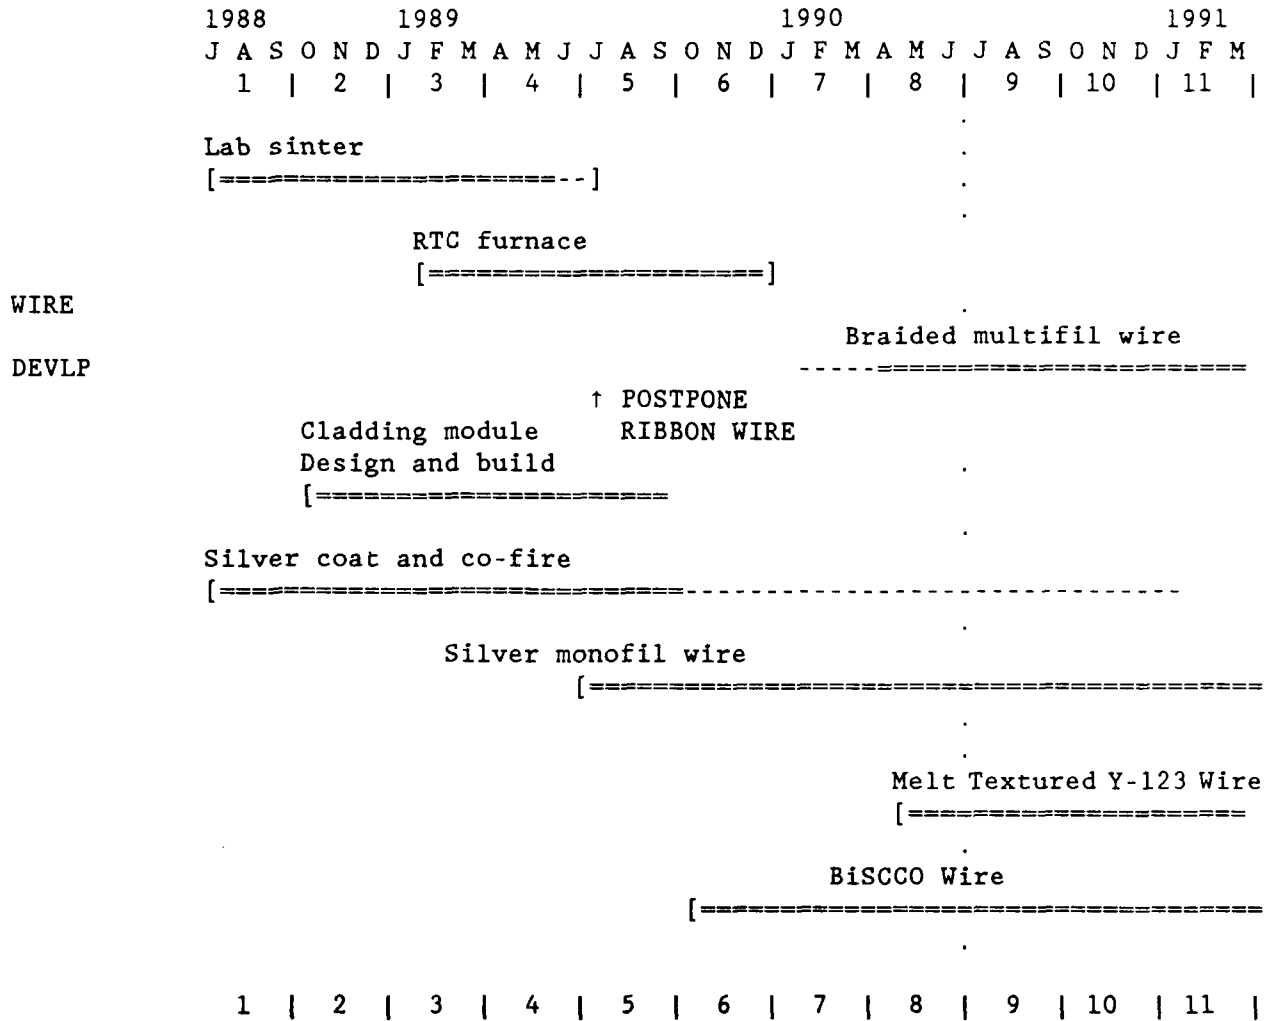 1988 1989 1990 1991
J A S O N D J F M A M J J A S O N D J F M A M J J A S O N D J F M
1 | 2 | 3 | 4 | 5 | 6 | 7 | 8 | 9 | 10 | 11 |
Lab sinter
[=====================--]
RTC furnace
[=====================]
WIRE
Braided multifil wire
DEVLP -----=======================
↑ POSTPONE
Cladding module RIBBON WIRE
Design and build
[======================
Silver coat and co-fire
[=============================-------------------------------
Silver monofil wire
[==========================================
Melt Textured Y-123 Wire
[=====================
BiSCCO Wire
[===================================
1 | 2 | 3 | 4 | 5 | 6 | 7 | 8 | 9 | 10 | 11 |